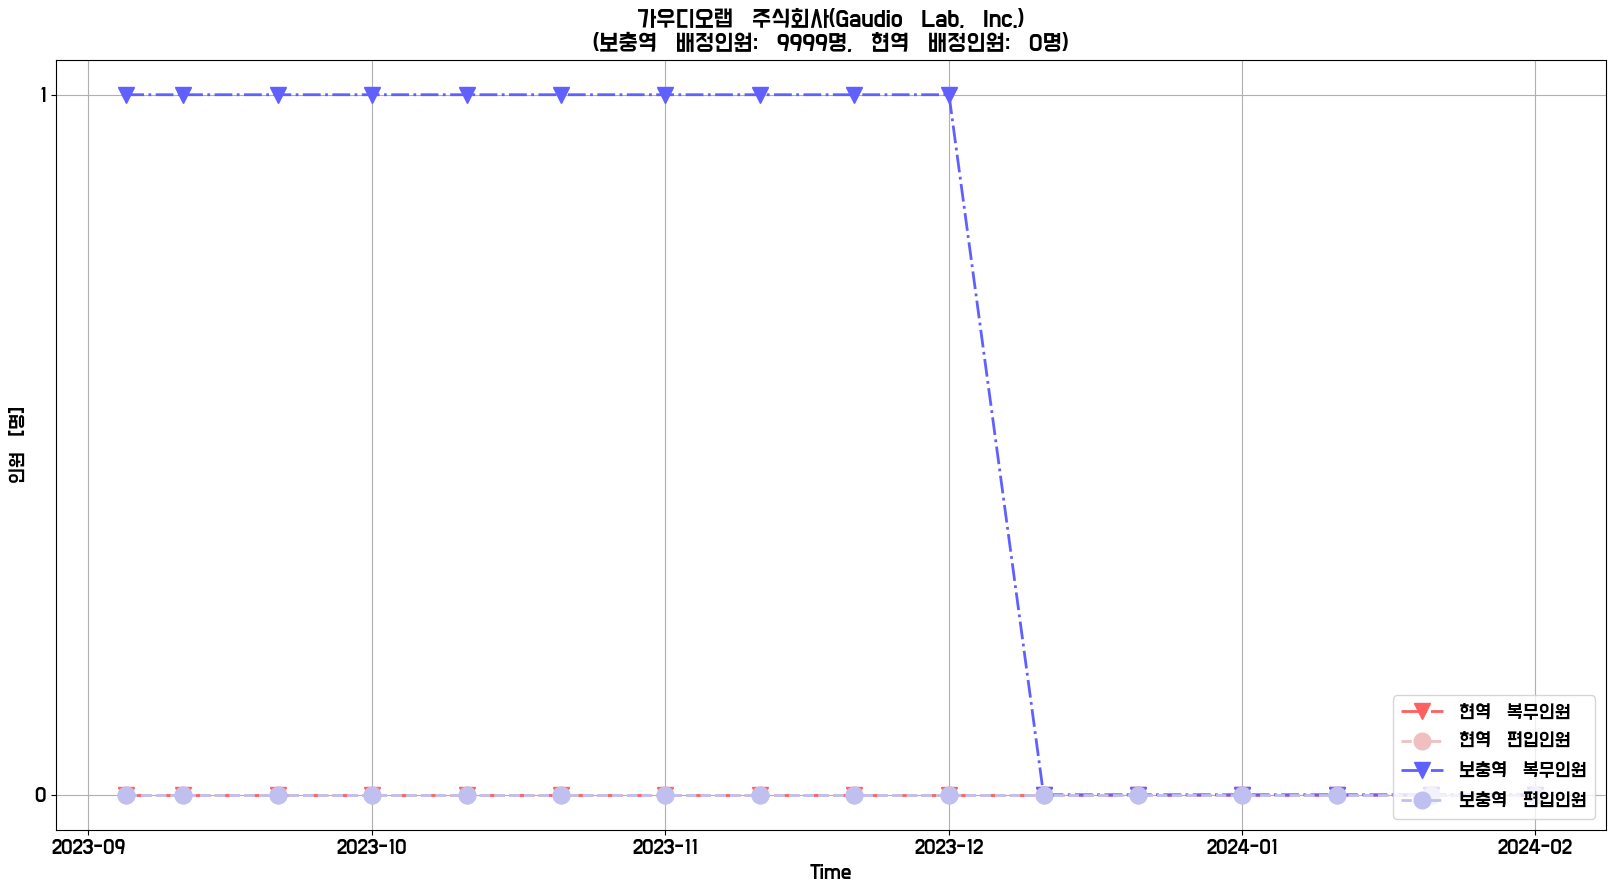 가우디오랩 주식회사(Gaudio Lab, Inc.)
(보충역 배정인원: 9999명, 현역 배정인원: 0명)
1
0
인원 [명]
현역 복무인원
현역 편입인원
보충역 복무인원
보충역 편입인원
2023-09
2023-10
2023-11
2023-12
2024-01
2024-02
Time